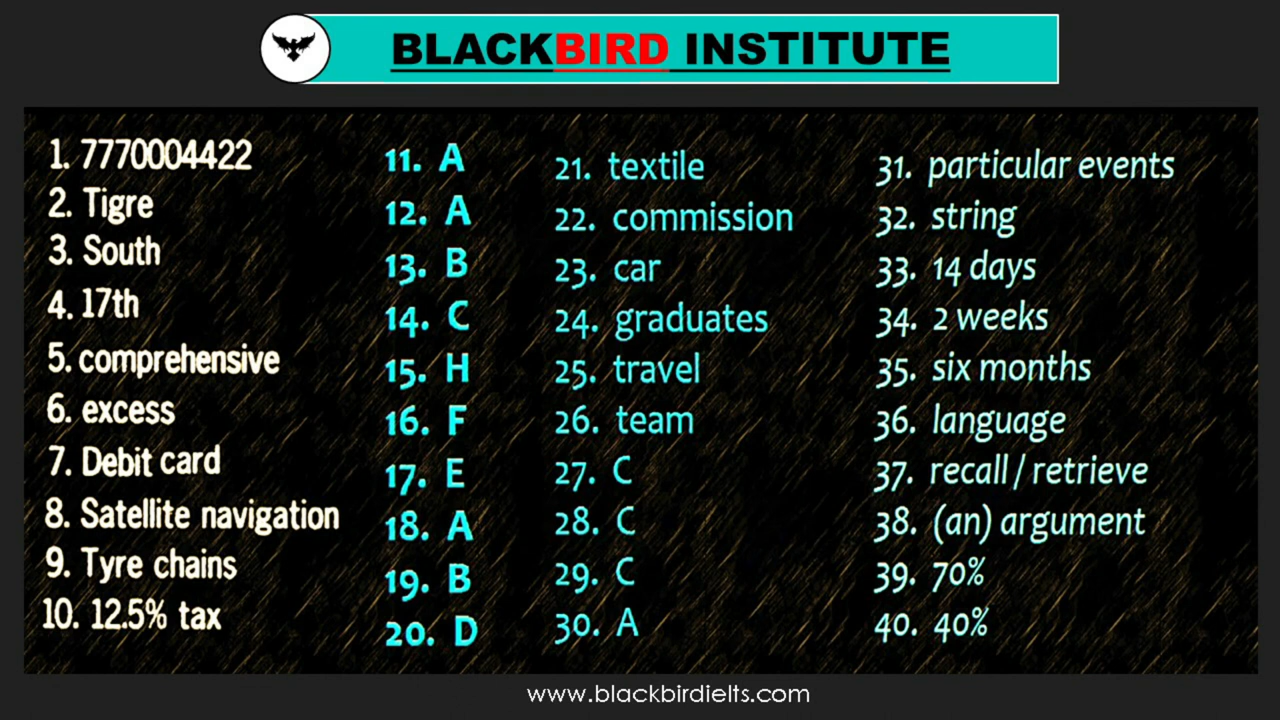 BLACKBIRD INSTITUTE
1. 7770004422
2. Tigre
3. South
4. 17th
5. comprehensive
6. excess
7. Debit card
8. Satellite navigation
9. Tyre chains
10. 12.5% tax
11. A
12. A
13. B
14. C
15. H
16. F
17. E
18. A
19. B
20. D
21. textile
22. commission
23. car
24. graduates
25. travel
26. team
27. C
28. C
29. C
30. A
31. particular events
32. string
33. 14 days
34. 2 weeks
35. six months
36. language
37. recall / retrieve
38. (an) argument
39. 70%
40. 40%
www.blackbirdielts.com